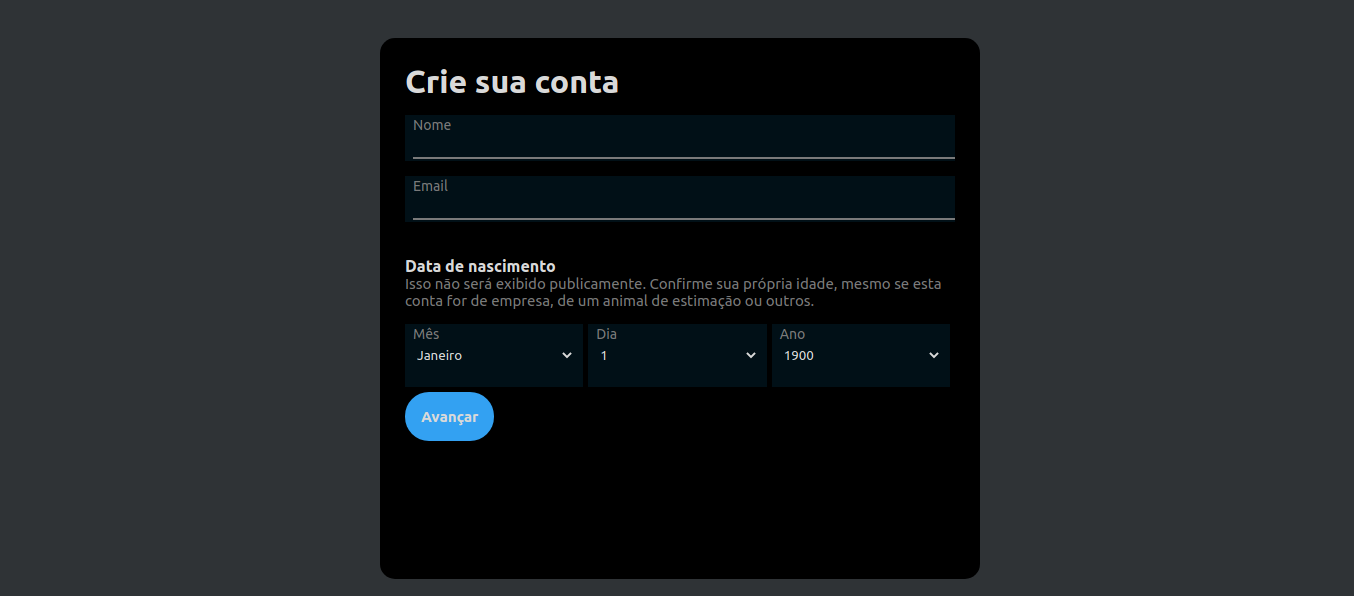 Crie sua conta
Nome
Email
Data de nascimento
Isso não será exibido publicamente. Confirme sua própria idade, mesmo se esta
conta for de empresa, de um animal de estimação ou outros.
Mês Dia Ano
Janeiro 1 1900
Avançar